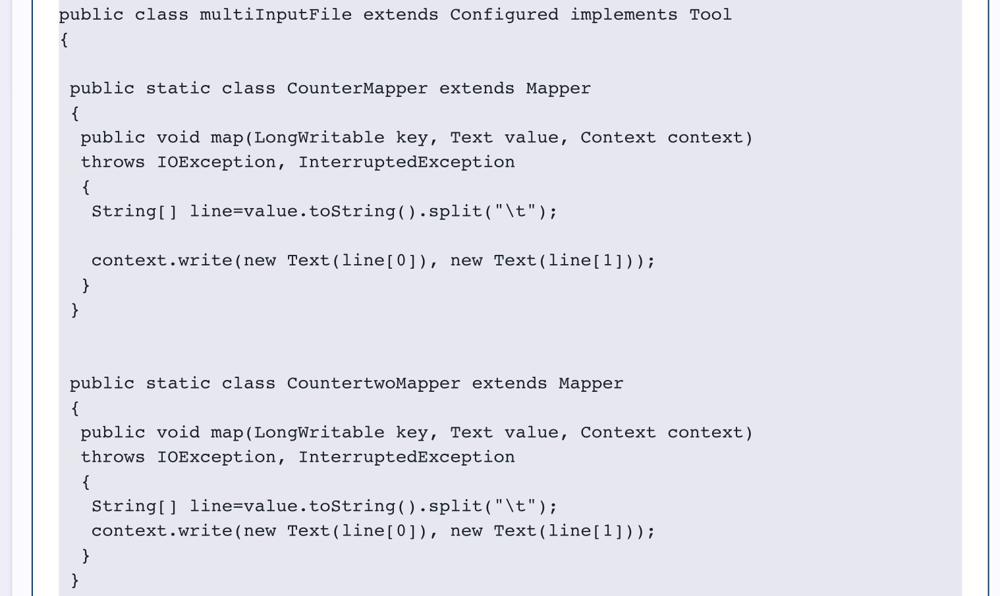 public class multiInputFile extends Configured implements Tool
{
public static class CounterMapper extends Mapper
{
public void map(LongWritable key, Text value, Context context)
throws IOException, InterruptedException
{
String[] line=value.toString().split("\t");
context.write(new Text(line[0]), new Text(line[1]));
}
}
public static class CountertwoMapper extends Mapper
{
public void map(LongWritable key, Text value, Context context)
throws IOException, InterruptedException
{
String[] line=value.toString().split("\t");
context.write(new Text(line[0]), new Text(line[1]));
}
}